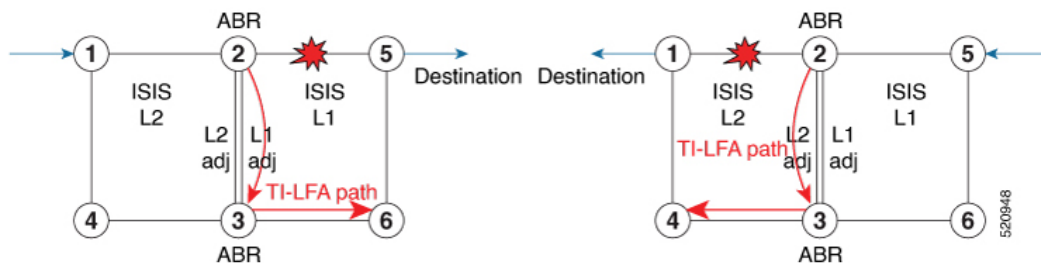 ABR
1
2
5
Destination
ISIS
L2
ISIS
L1
L2
adj
L1
adj
TI-LFA path
4
3
6
ABR
ABR
1
2
5
Destination
ISIS
L2
ISIS
L1
L2
adj
L1
adj
TI-LFA path
4
3
6
ABR
520948